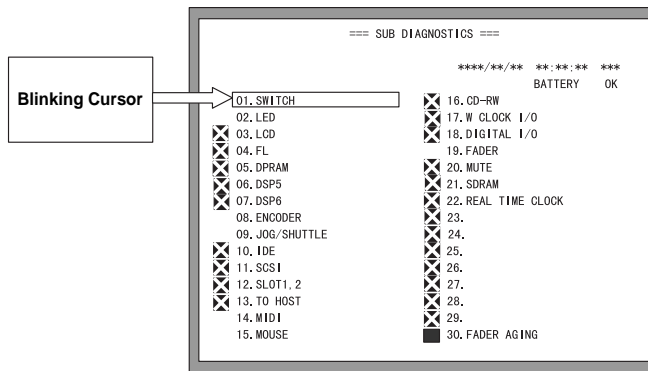 === SUB DIAGNOSTICS ===
****/**/** **:**:** ***
BATTERY OK
Blinking Cursor
01. SWITCH
02. LED
03. LCD
04. FL
05. DPRAM
06. DSP5
07. DSP6
08. ENCODER
09. JOG/SHUTTLE
10. IDE
11. SCSI
12. SLOT1, 2
13. TO HOST
14. MIDI
15. MOUSE
16. CD-RW
17. W CLOCK I/O
18. DIGITAL I/O
19. FADER
20. MUTE
21. SDRAM
22. REAL TIME CLOCK
23.
24.
25.
26.
27.
28.
29.
30. FADER AGING